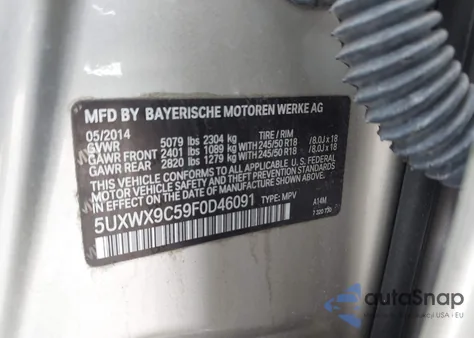 MFD BY BAYERISCHE MOTOREN WERKE AG
05/2014 TIRE / RIM
GVWR 5079 lbs 2304 kg
GAWR FRONT 2401 lbs 1089 kg WITH 245/50 R18 /8.0J x 18
GAWR REAR 2820 lbs 1279 kg WITH 245/50 R18 /8.0J x 18
THIS VEHICLE CONFORMS TO ALL APPLICABLE U.S. FEDERAL
MOTOR VEHICLE SAFETY STANDARDS IN EFFECT ON THE
DATE OF MANUFACTURE SHOWN ABOVE.
5UXWX9C59F0D46091 TYPE: MPV A14M
autoSnap
aukcji USA - EU